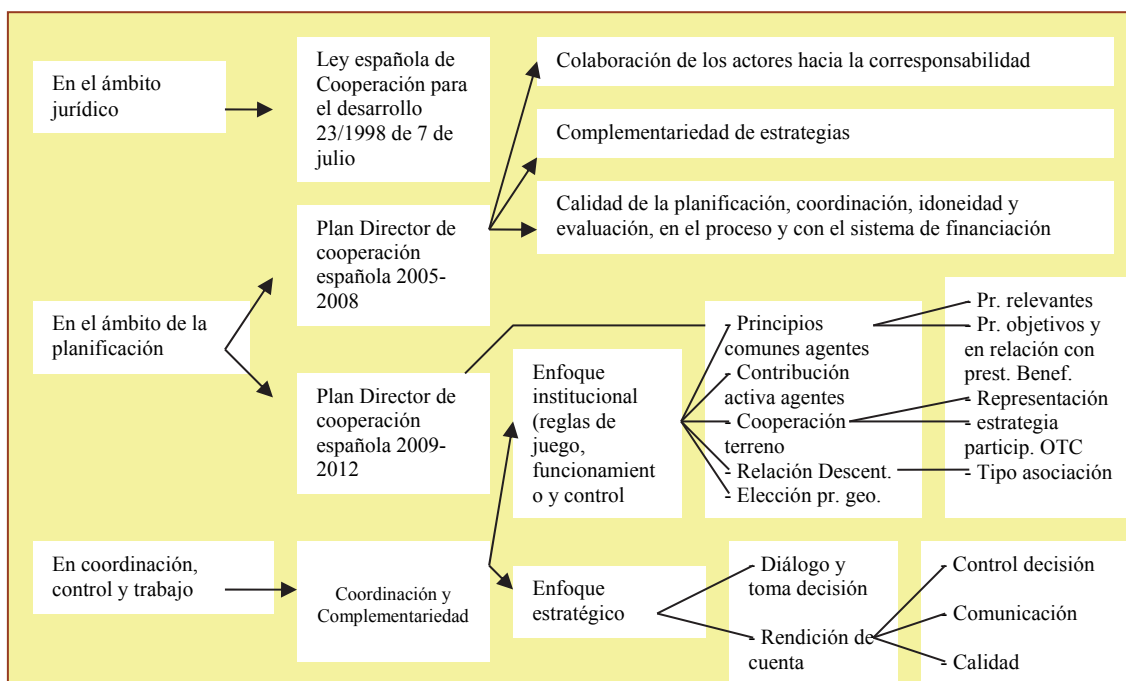 En el ámbito
jurídico
Ley española de
Cooperación para
el desarrollo
23/1998 de 7 de
julio
Colaboración de los actores hacia la corresponsabilidad
Complementariedad de estrategias
Calidad de la planificación, coordinación, idoneidad y
evaluación, en el proceso y con el sistema de financiación
En el ámbito de la
planificación
Plan Director de
cooperación
española 2005-
2008
Plan Director de
cooperación
española 2009-
2012
Enfoque
institucional
(reglas de
juego,
funcionamient
o y control
- Principios
comunes agentes
- Contribución
activa agentes
- Cooperación
terreno
- Relación Descent.
- Elección pr. geo.
- Pr. relevantes
- Pr. objetivos y
en relación con
prest. Benef.
- Representación
- estrategia
particip. OTC
- Tipo asociación
En coordinación,
control y trabajo
Coordinación y
Complementariedad
Enfoque
estratégico
- Diálogo y
toma decisión
- Rendición de
cuenta
- Control decisión
- Comunicación
- Calidad